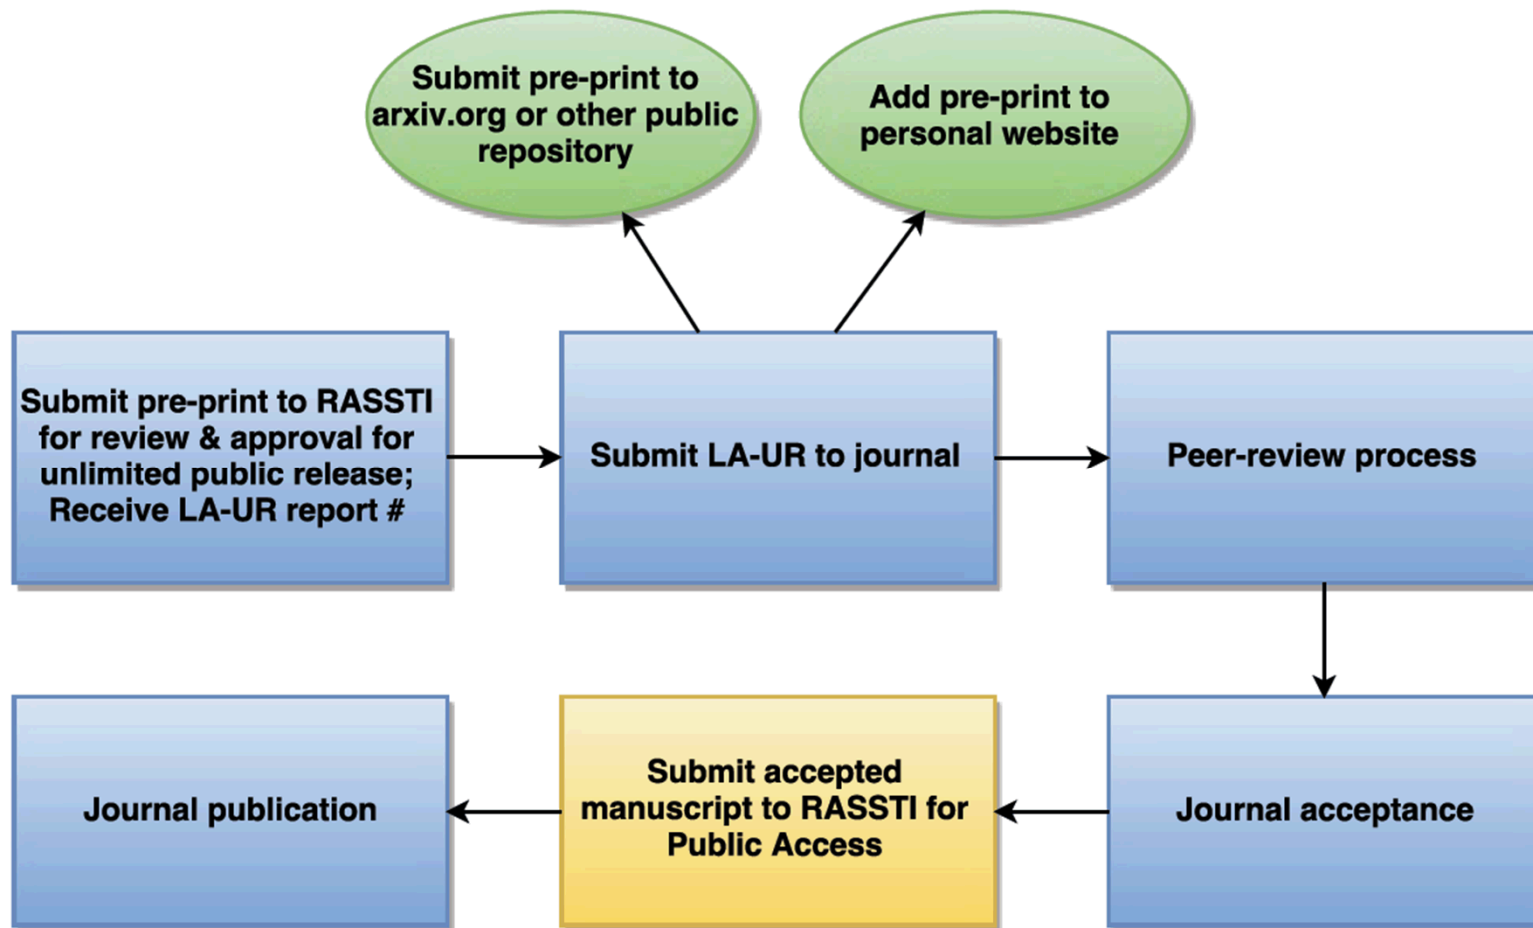 Submit pre-print to
arxiv.org or other public
repository
Add pre-print to
personal website
Submit pre-print to RASSTI
for review & approval for
unlimited public release;
Receive LA-UR report #
Submit LA-UR to journal
Peer-review process
Journal publication
Submit accepted
manuscript to RASSTI for
Public Access
Journal acceptance